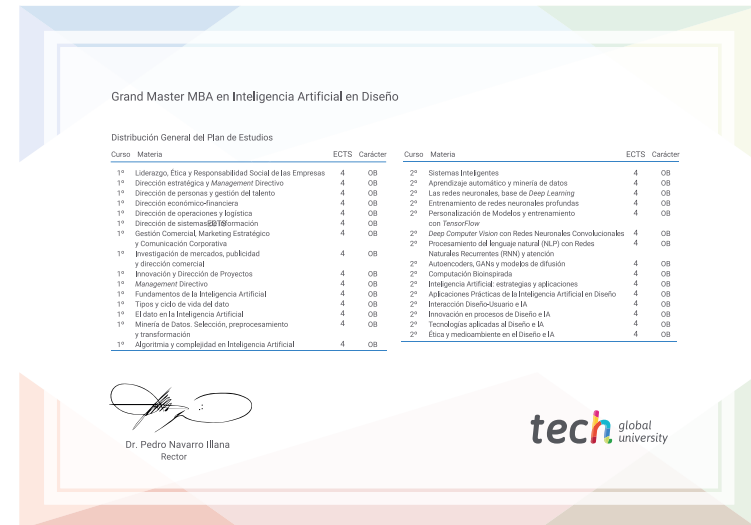 Grand Master MBA en Inteligencia Artificial en Diseño
Distribución General del Plan de Estudios
Curso Materia ECTS Carácter
1º Liderazgo, Ética y Responsabilidad Social de las Empresas 4 OB
1º Dirección estratégica y Management Directivo 4 OB
1º Dirección de personas y gestión del talento 4 OB
1º Dirección económico-financiera 4 OB
1º Dirección de operaciones y logística 4 OB
1º Dirección de sistemas 4 OB
1º Gestión Comercial, Marketing Estratégico 4 OB
y Comunicación Corporativa
1º Investigación de mercados, publicidad 4 OB
y dirección comercial
1º Innovación y Dirección de Proyectos 4 OB
1º Management Directivo 4 OB
1º Fundamentos de la Inteligencia Artificial 4 OB
1º Tipos y ciclo de vida del dato 4 OB
1º El dato en la Inteligencia Artificial 4 OB
1º Minería de Datos. Selección, preprocesamiento 4 OB
y transformación
1º Algoritmia y complejidad en Inteligencia Artificial 4 OB
Curso Materia ECTS Carácter
2º Sistemas Inteligentes 4 OB
2º Aprendizaje automático y minería de datos 4 OB
2º Las redes neuronales, base de Deep Learning 4 OB
2º Entrenamiento de redes neuronales profundas 4 OB
2º Personalización de Modelos y entrenamiento 4 OB
con TensorFlow
2º Deep Computer Vision con Redes Neuronales Convolucionales 4 OB
2º Procesamiento del lenguaje natural (NLP) con Redes 4 OB
Naturales Recurrentes (RNN) y atención
2º Autoencoders, GANs y modelos de difusión 4 OB
2º Computación Bioinspirada 4 OB
2º Inteligencia Artificial: estrategias y aplicaciones 4 OB
2º Aplicaciones Prácticas de la Inteligencia Artificial en Diseño 4 OB
2º Interacción Diseño-Usuario e IA 4 OB
2º Innovación en procesos de Diseño e IA 4 OB
2º Tecnologías aplicadas al Diseño e IA 4 OB
2º Ética y medioambiente en el Diseño e IA 4 OB
Dr. Pedro Navarro Illana
Rector
tech global
university